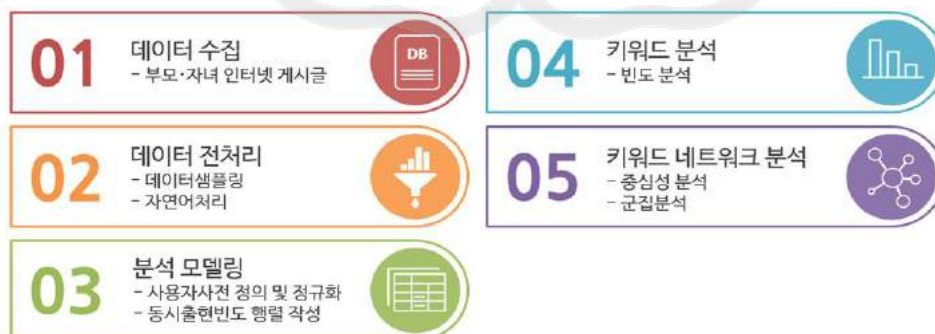 01
데이터 수집
- 부모·자녀 인터넷 게시글
DB
02
데이터 전처리
- 데이터샘플링
- 자연어처리
03
분석 모델링
- 사용자사전 정의 및 정규화
- 동시출현빈도 행렬 작성
04
키워드 분석
- 빈도 분석
05
키워드 네트워크 분석
- 중심성 분석
- 군집분석